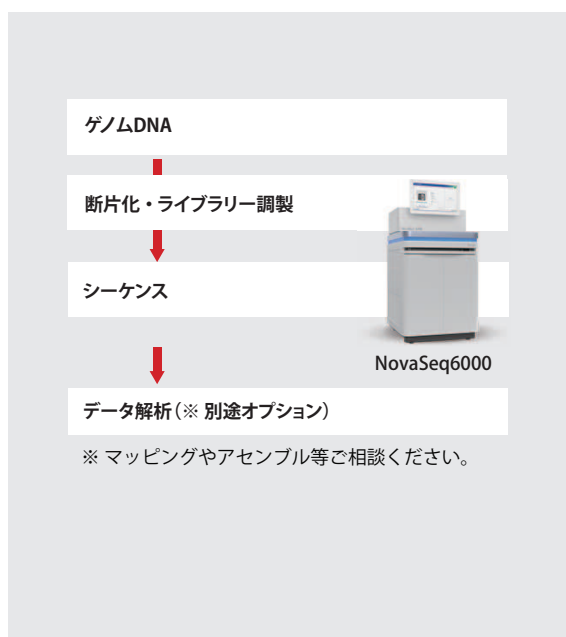 ゲノムDNA
断片化・ライブラリー調製
シーケンス
NovaSeq6000
データ解析(※ 別途オプション)
※ マッピングやアセンブル等ご相談ください。